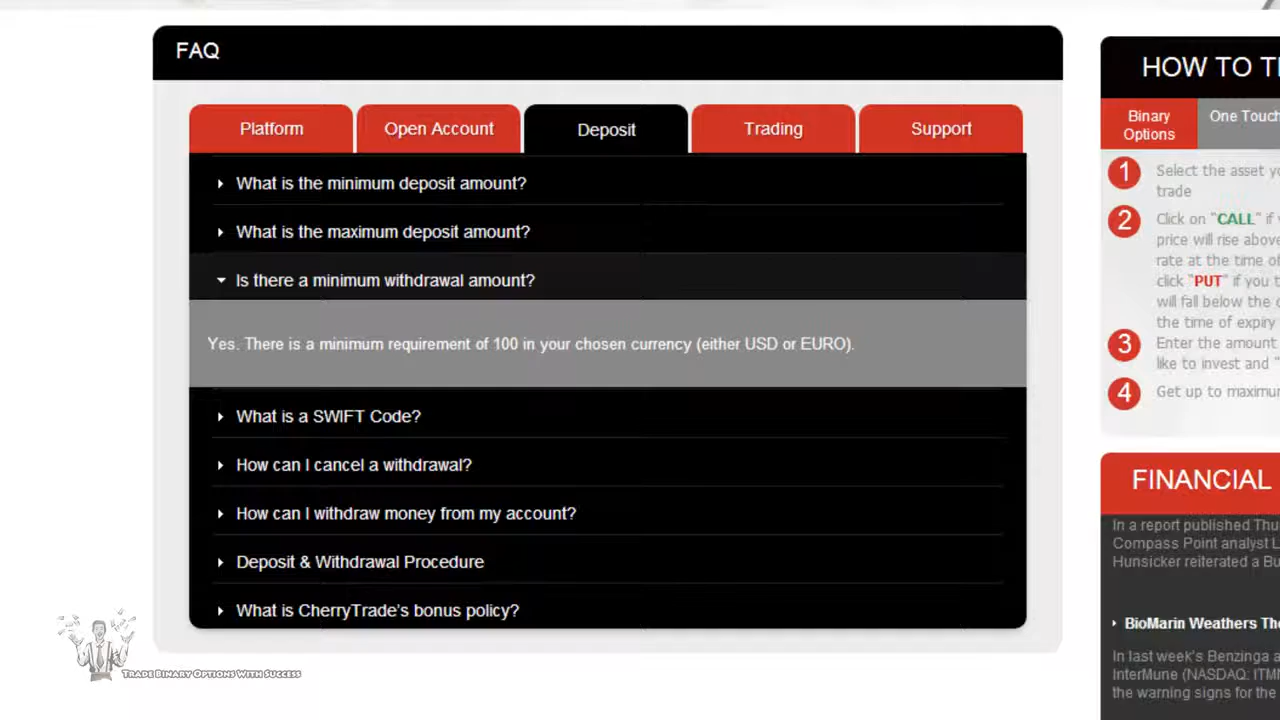 FAQ
Platform
Open Account
Deposit
Trading
Support
What is the minimum deposit amount?
What is the maximum deposit amount?
Is there a minimum withdrawal amount?
Yes. There is a minimum requirement of 100 in your chosen currency (either USD or EURO).
What is a SWIFT Code?
How can I cancel a withdrawal?
How can I withdraw money from my account?
Deposit & Withdrawal Procedure
What is CherryTrade's bonus policy?
TRADE BINARY OPTIONS WITH SUCCESS
HOW TO
Binary
Options
One Touch
1
Select the asset
trade
2
Click on "CALL" if
price will rise above
rate at the time of
click "PUT" if you
will fall below the
the time of expiry
3
Enter the amount
like to invest and "
4
Get up to
FINANCIAL
In a report published
Compass Point analyst
Hunsicker reiterated a
BioMarin Weathers
In last week's Benzinga
InterMune (NASDAQ:
the warning signs for the